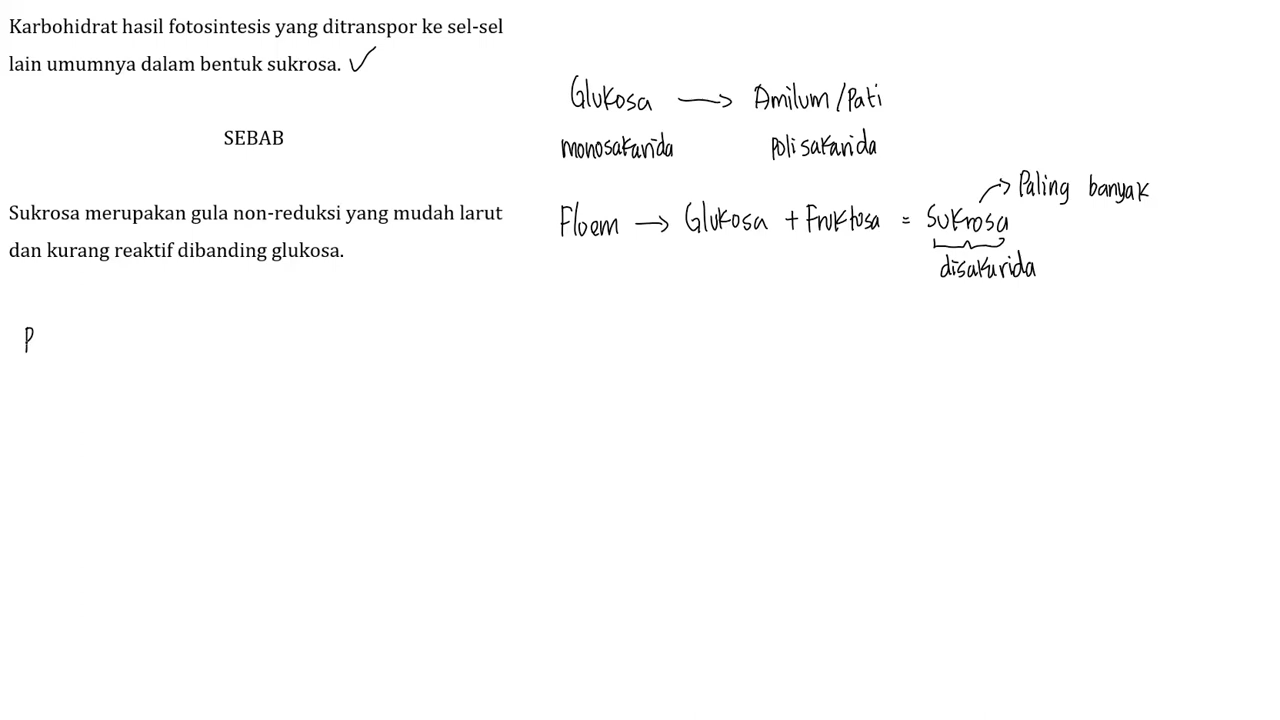 Karbohidrat hasil fotosintesis yang ditranspor ke sel-sel
lain umumnya dalam bentuk sukrosa. ✓
SEBAB
Sukrosa merupakan gula non-reduksi yang mudah larut
dan kurang reaktif dibanding glukosa.
P
Glukosa → Amilum/Pati
monosakarida polisakarida
→ Paling banyak
Floem → Glukosa + Fruktosa = Sukrosa
disakarida